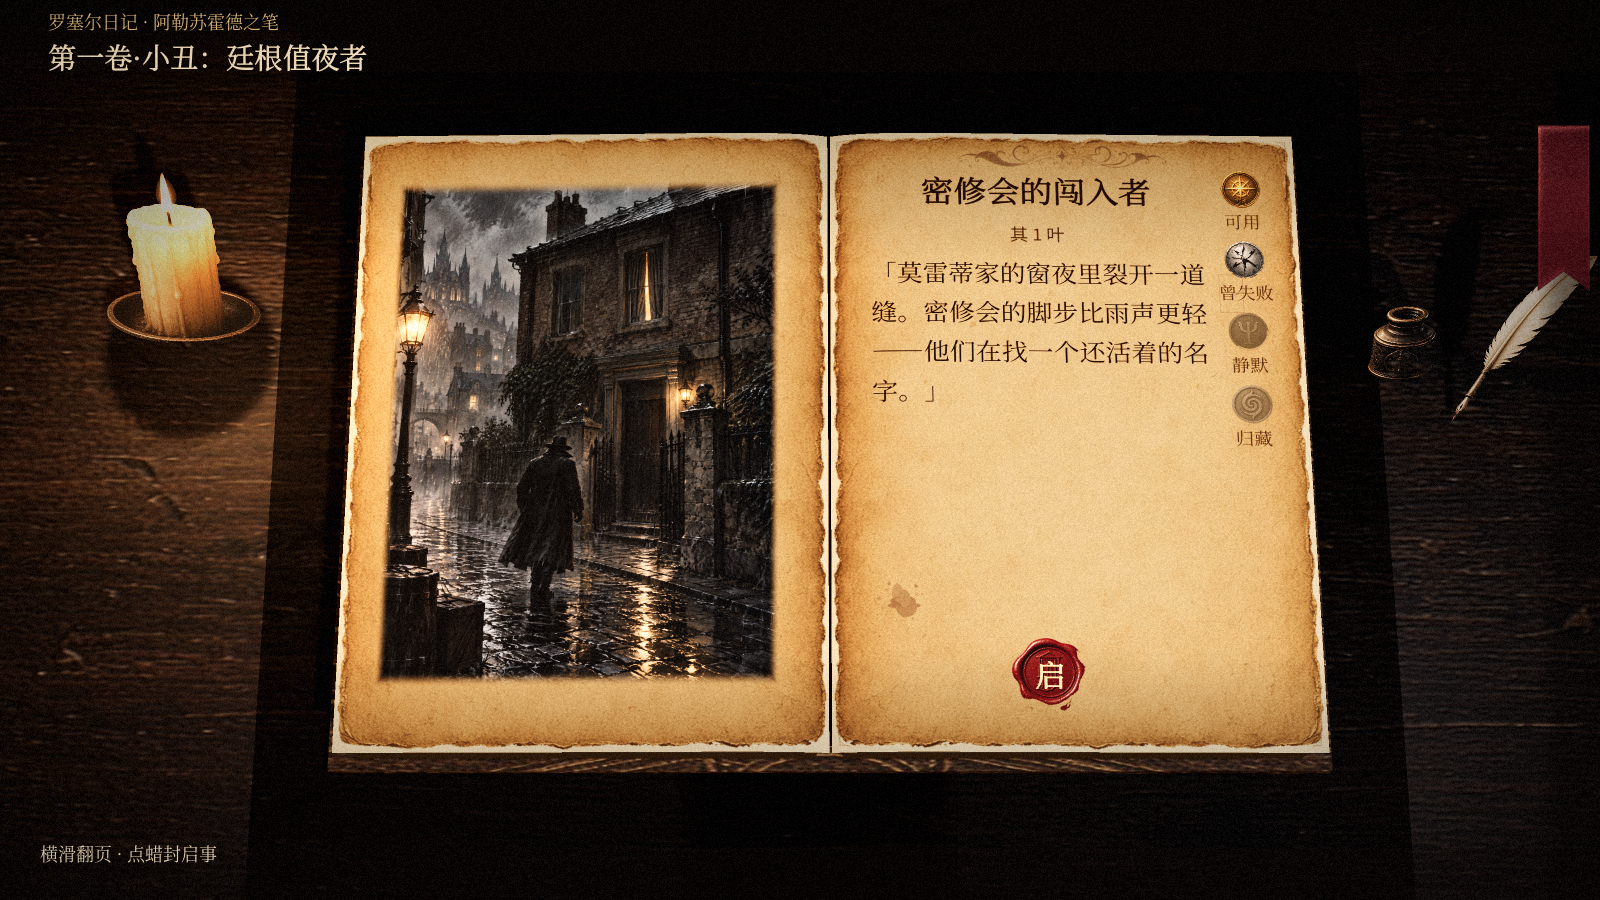 罗塞尔日记 · 阿勒苏霍德之笔
第一卷·小丑：廷根值夜者
密修会的闯入者
其 1 叶
「莫雷蒂家的窗夜里裂开一道
缝。密修会的脚步比雨声更轻
——他们在找一个还活着的名
字。」
可用
曾失败
静默
归藏
启
横滑翻页 · 点蜡封启事